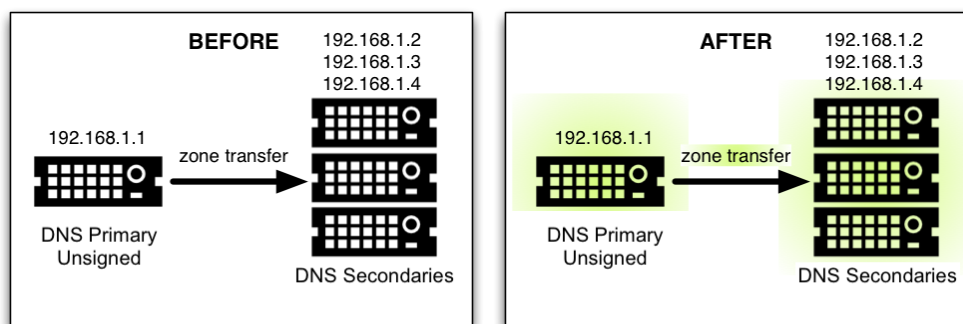 BEFORE
192.168.1.2
192.168.1.3
192.168.1.4
192.168.1.1
zone transfer
DNS Primary
Unsigned
DNS Secondaries
AFTER
192.168.1.2
192.168.1.3
192.168.1.4
192.168.1.1
zone transfer
DNS Primary
Unsigned
DNS Secondaries